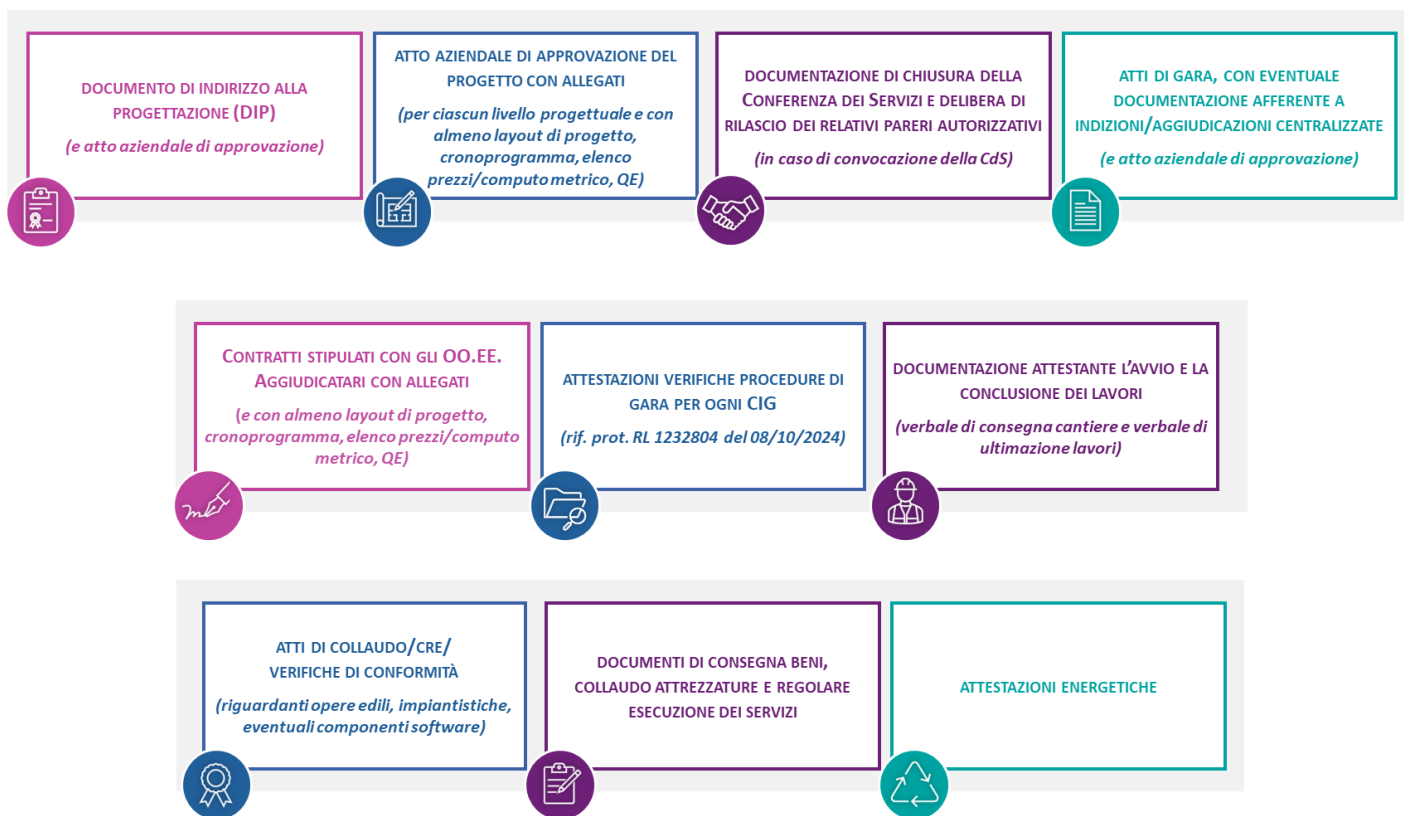 DOCUMENTO DI INDIRIZZO ALLA
PROGETTAZIONE (DIP)
(e atto aziendale di approvazione)
ATTO AZIENDALE DI APPROVAZIONE DEL
PROGETTO CON ALLEGATI
(per ciascun livello progettuale e con
almeno layout di progetto,
cronoprogramma, elenco
prezzi/computo metrico, QE)
DOCUMENTAZIONE DI CHIUSURA DELLA
CONFERENZA DEI SERVIZI E DELIBERA DI
RILASCIO DEI RELATIVI PARERI AUTORIZZATIVI
(in caso di convocazione della CdS)
ATTI DI GARA, CON EVENTUALE
DOCUMENTAZIONE AFFERENTE A
INDIZIONI/AGGIUDICAZIONI CENTRALIZZATE
(e atto aziendale di approvazione)
CONTRATTI STIPULATI CON GLI OO.EE.
AGGIUDICATARI CON ALLEGATI
(e con almeno layout di progetto,
cronoprogramma, elenco prezzi/computo
metrico, QE)
ATTESTAZIONI VERIFICHE PROCEDURE DI
GARA PER OGNI CIG
(rif. prot. RL 1232804 del 08/10/2024)
DOCUMENTAZIONE ATTESTANTE L'AVVIO E LA
CONCLUSIONE DEI LAVORI
(verbale di consegna cantiere e verbale di
ultimazione lavori)
ATTI DI COLLAUDO/CRE/
VERIFICHE DI CONFORMITÀ
(riguardanti opere edili, impiantistiche,
eventuali componenti software)
DOCUMENTI DI CONSEGNA BENI,
COLLAUDO ATTREZZATURE E REGOLARE
ESECUZIONE DEI SERVIZI
ATTESTAZIONI ENERGETICHE